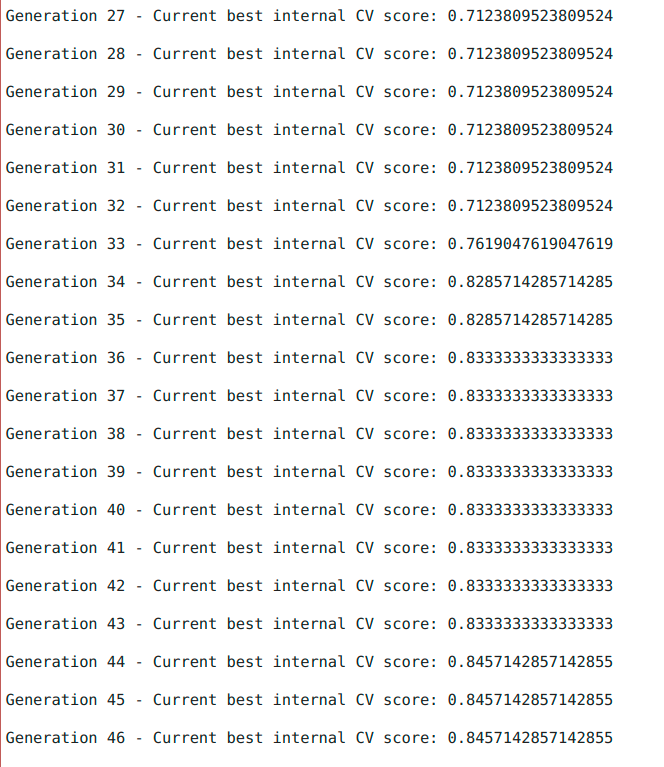 Generation 27 - Current best internal CV score: 0.7123809523809524
Generation 28 - Current best internal CV score: 0.7123809523809524
Generation 29 - Current best internal CV score: 0.7123809523809524
Generation 30 - Current best internal CV score: 0.7123809523809524
Generation 31 - Current best internal CV score: 0.7123809523809524
Generation 32 - Current best internal CV score: 0.7123809523809524
Generation 33 - Current best internal CV score: 0.7619047619047619
Generation 34 - Current best internal CV score: 0.8285714285714285
Generation 35 - Current best internal CV score: 0.8285714285714285
Generation 36 - Current best internal CV score: 0.8333333333333333
Generation 37 - Current best internal CV score: 0.8333333333333333
Generation 38 - Current best internal CV score: 0.8333333333333333
Generation 39 - Current best internal CV score: 0.8333333333333333
Generation 40 - Current best internal CV score: 0.8333333333333333
Generation 41 - Current best internal CV score: 0.8333333333333333
Generation 42 - Current best internal CV score: 0.8333333333333333
Generation 43 - Current best internal CV score: 0.8333333333333333
Generation 44 - Current best internal CV score: 0.8457142857142855
Generation 45 - Current best internal CV score: 0.8457142857142855
Generation 46 - Current best internal CV score: 0.8457142857142855